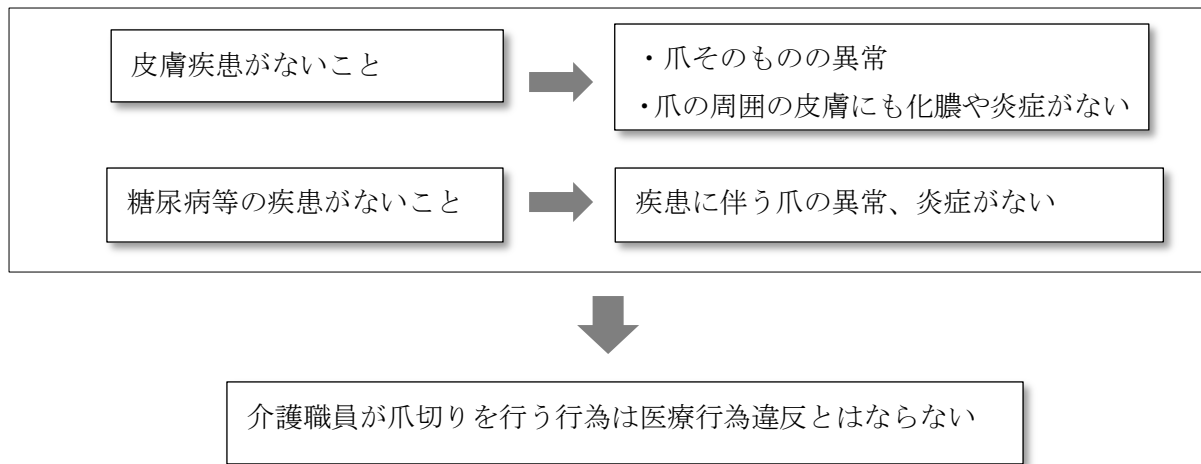 皮膚疾患がないこと
・爪そのものの異常
・爪の周囲の皮膚にも化膿や炎症がない
糖尿病等の疾患がないこと
疾患に伴う爪の異常、炎症がない
介護職員が爪切りを行う行為は医療行為違反とはならない